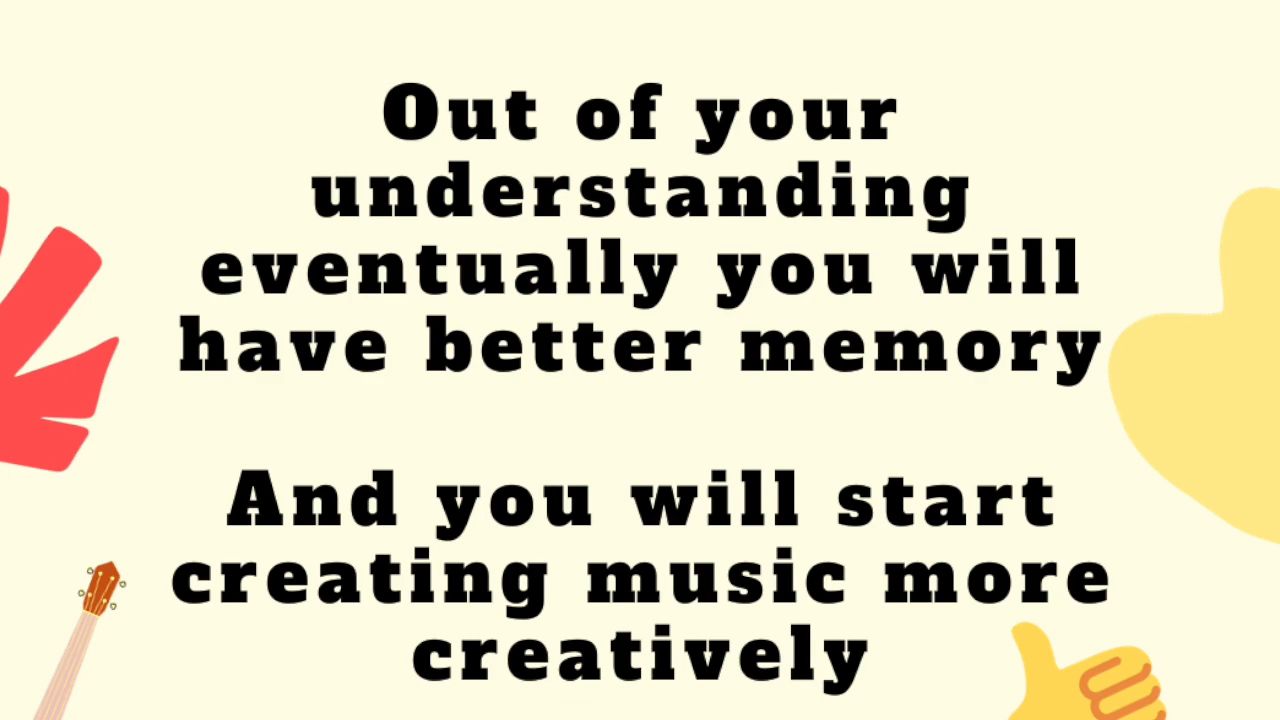 Out of your
understanding
eventually you will
have better memory
And you will start
creating music more
creatively